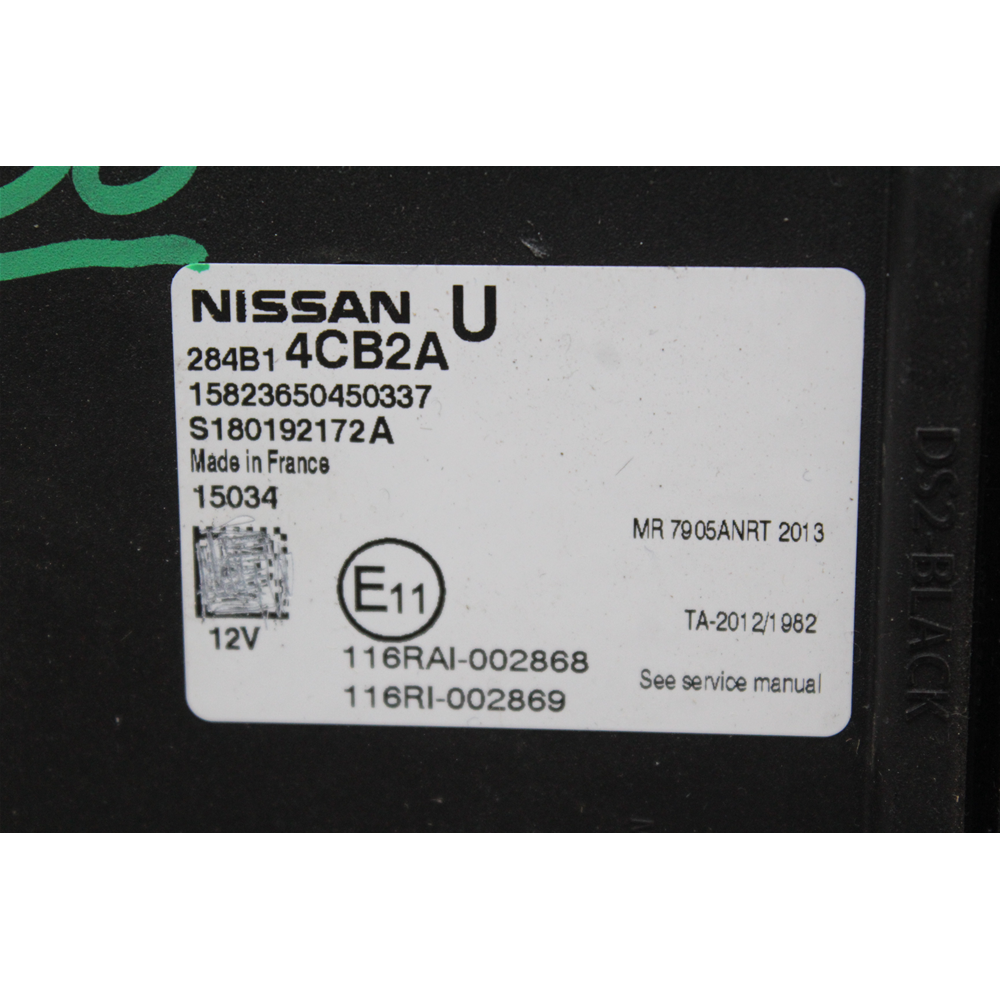 NISSAN U
284B1 4CB2A
15823650450337
S180192172A
Made in France
15034
MR 7905ANRT 2013
E11
TA-2012/1982
12V
116RAI-002868
See service manual
116RI-002869
DS2 BLACK